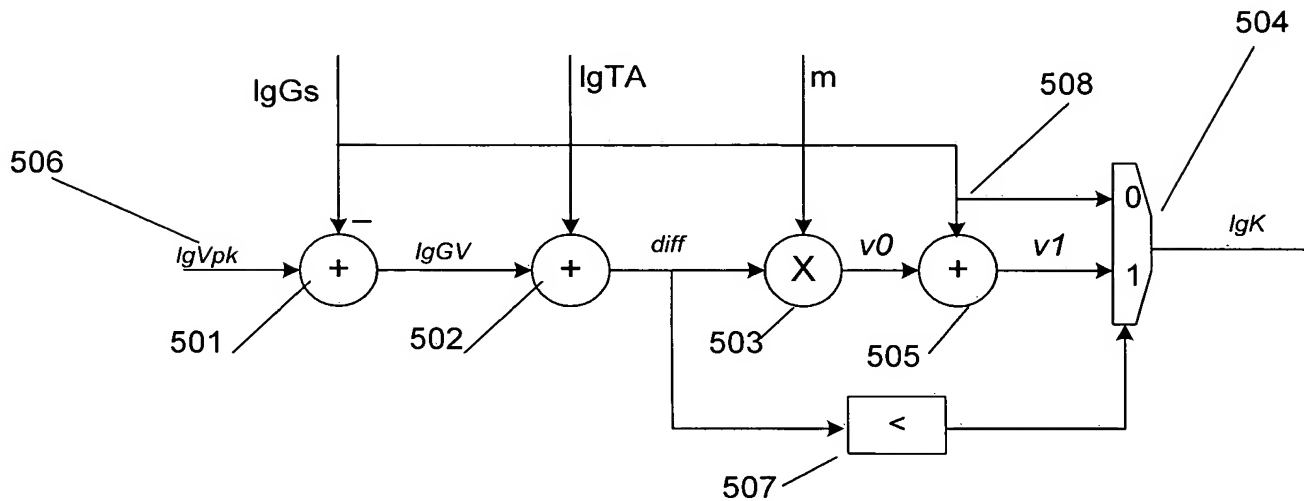 504
lgGs
lgTA
m
508
506
–
0
lgVpk
+
lgGV
+
diff
X
v0
+
v1
1
lgK
501
502
503
505
<
507